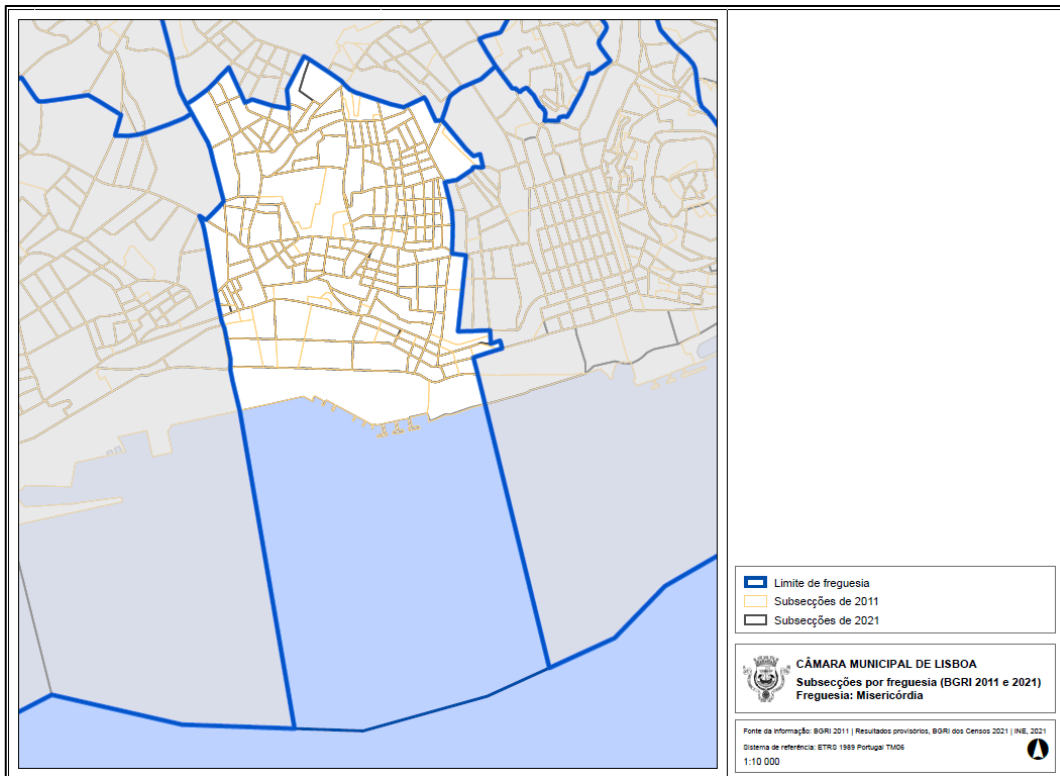 Limite de freguesia
Subsecções de 2011
Subsecções de 2021
CÂMARA MUNICIPAL DE LISBOA
Subsecções por freguesia (BGRI 2011 e 2021)
Freguesia: Misericórdia
Fonte da Informação: BGRI 2011 | Resultados provisórios, BGRI dos Censos 2021 | INE, 2021
Sistema de referência: ETRS 1989 Portugal TM06
1:10 000